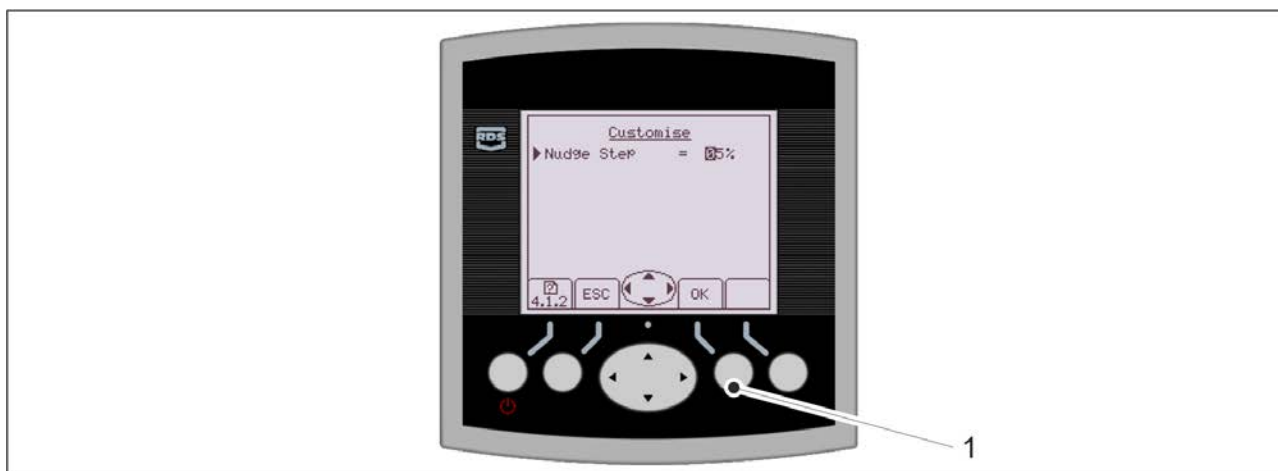 RDS
Customise
Nudge Step = 05%
4.1.2 ESC OK
1